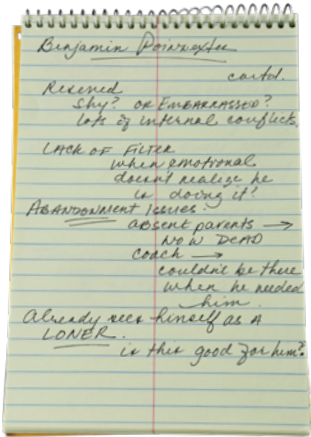 Benjamin Poindexter
contd.
Reserved
shy? OR EMBARRASSED?
lots of internal conflicts.
LACK OF FILTER
when emotional
doesn't realize he
is doing it?
ABANDONMENT ISSUES:
absent parents →
NOW DEAD
coach →
couldn't be there
when he needed
him.
Already sees himself as A
LONER.
is this good for him?